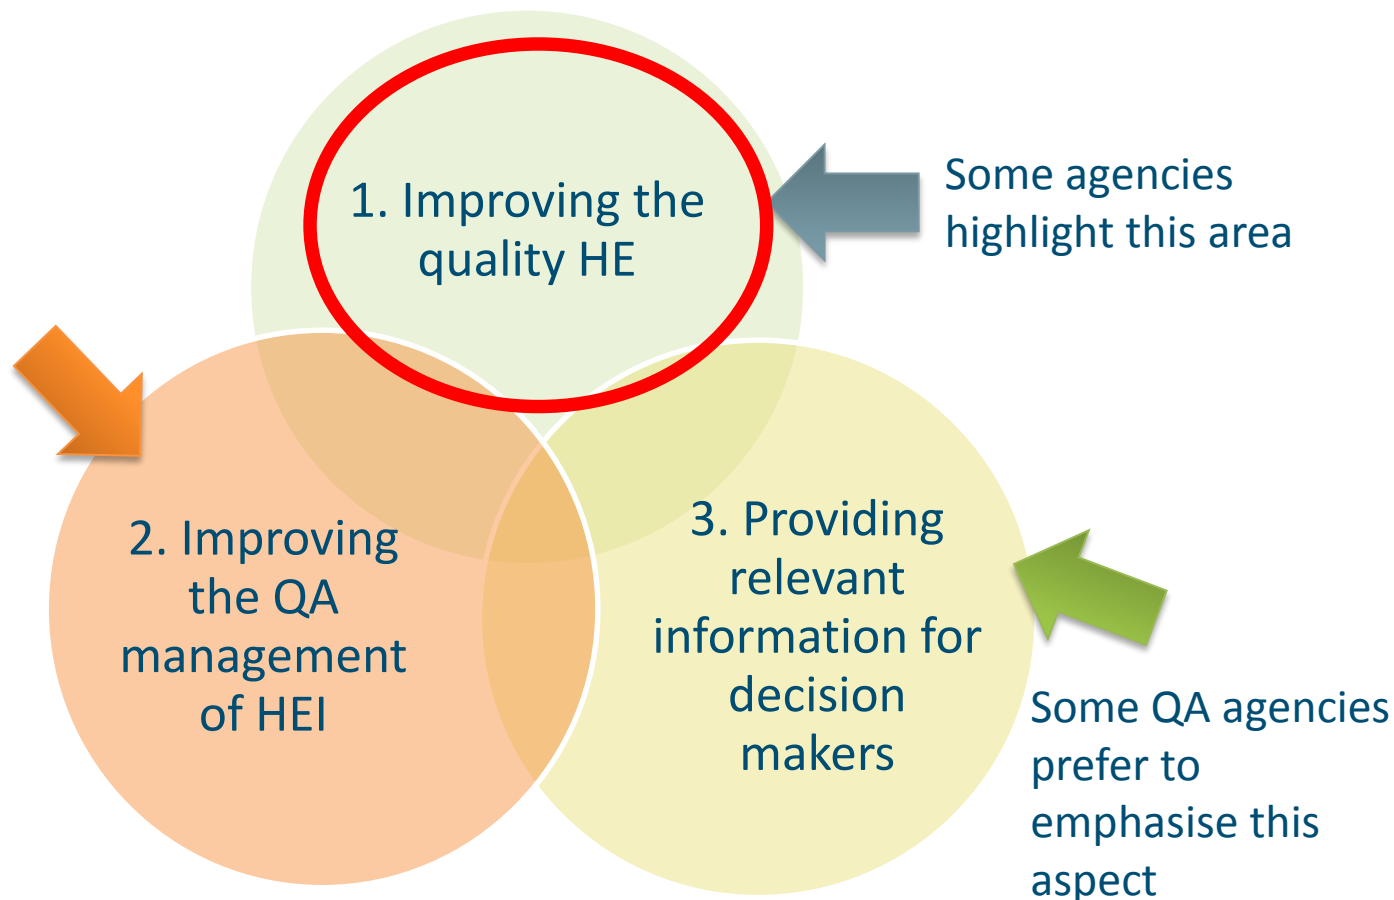 1. Improving the
quality HE
Some agencies
highlight this area
2. Improving
the QA
management
of HEI
3. Providing
relevant
information for
decision
makers
Some QA agencies
prefer to
emphasise this
aspect